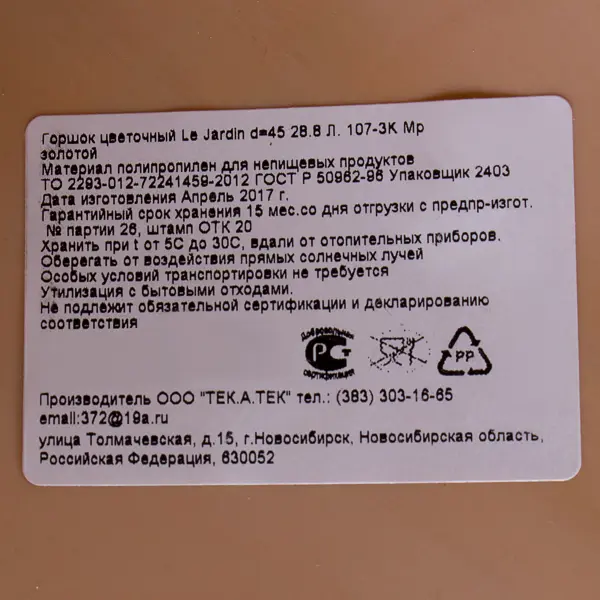 Горшок цветочный Le Jardin d=45 28.8 Л. 107-3К Мр
золотой
Материал полипропилен для непищевых продуктов
ТО 2293-012-72241459-2012 ГОСТ Р 50962-96 Упаковщик 2403
Дата изготовления Апрель 2017 г.
Гарантийный срок хранения 15 мес.со дня отгрузки с предпр-изгот.
№ партии 26, штамп ОТК 20
Хранить при t от 5С до 30С, вдали от отопительных приборов.
Оберегать от воздействия прямых солнечных лучей
Особых условий транспортировки не требуется
Утилизация с бытовыми отходами.
Не подлежит обязательной сертификации и декларированию
соответствия
Добровольная
РСТ
сертификация
PP
Производитель ООО "ТЕК.А.ТЕК" тел.: (383) 303-16-65
email:372@19a.ru
улица Толмачевская, д.15, г.Новосибирск, Новосибирская область,
Российская Федерация, 630052